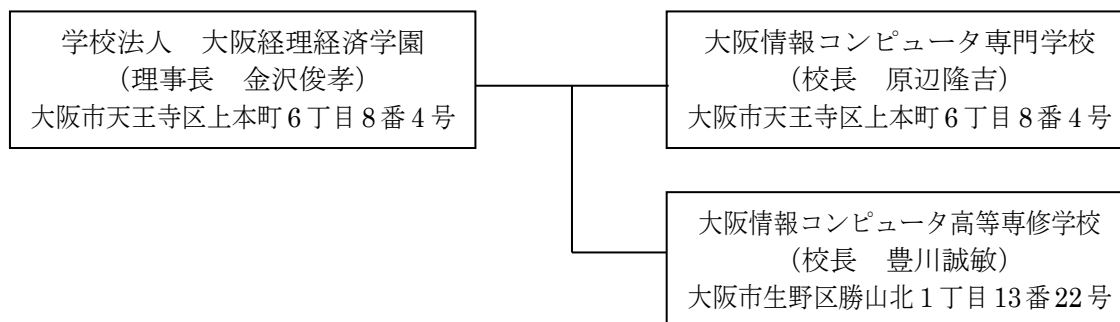 学校法人　大阪経理経済学園
（理事長　金沢俊孝）
大阪市天王寺区上本町6丁目8番4号
大阪情報コンピュータ専門学校
（校長　原辺隆吉）
大阪市天王寺区上本町6丁目8番4号
大阪情報コンピュータ高等専修学校
（校長　豊川誠敏）
大阪市生野区勝山北1丁目13番22号